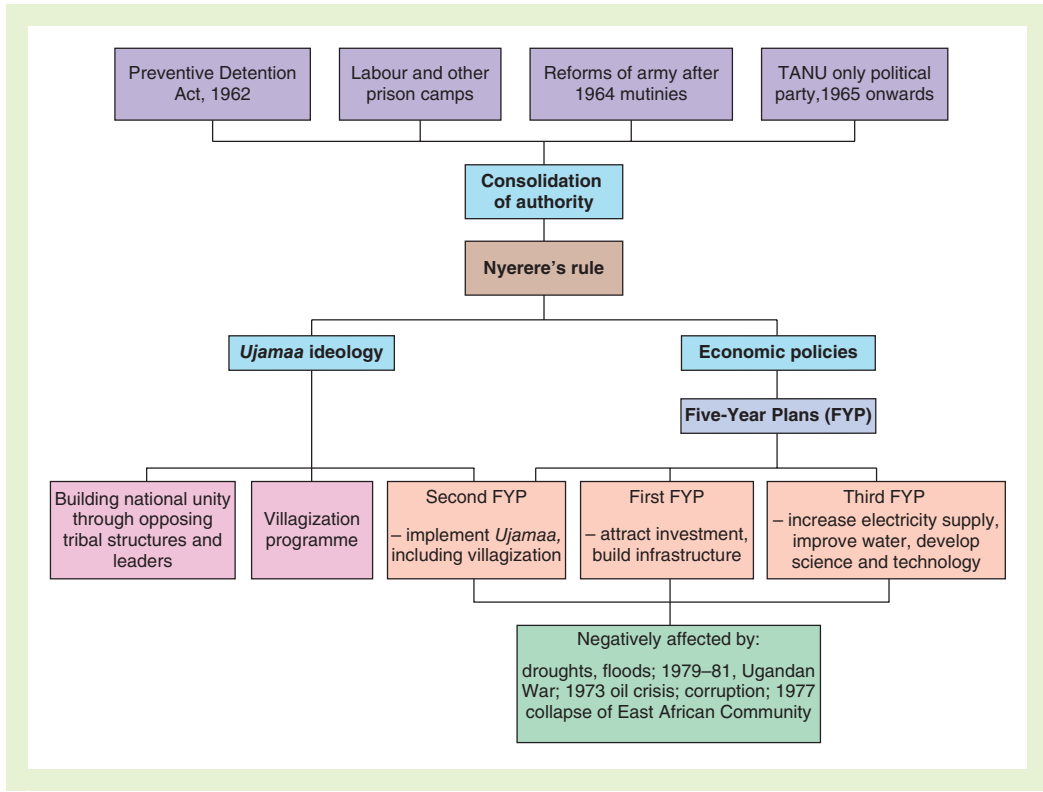 Preventive Detention
Act, 1962
Labour and other
prison camps
Reforms of army after
1964 mutinies
TANU only political
party,1965 onwards
Consolidation
of authority
Nyerere’s rule
Ujamaa ideology
Economic policies
Five-Year Plans (FYP)
Building national unity
through opposing
tribal structures and
leaders
Villagization
programme
Second FYP
– implement Ujamaa,
including villagization
First FYP
– attract investment,
build infrastructure
Third FYP
– increase electricity supply,
improve water, develop
science and technology
Negatively affected by:
droughts, floods; 1979–81, Ugandan
War; 1973 oil crisis; corruption; 1977
collapse of East African Community